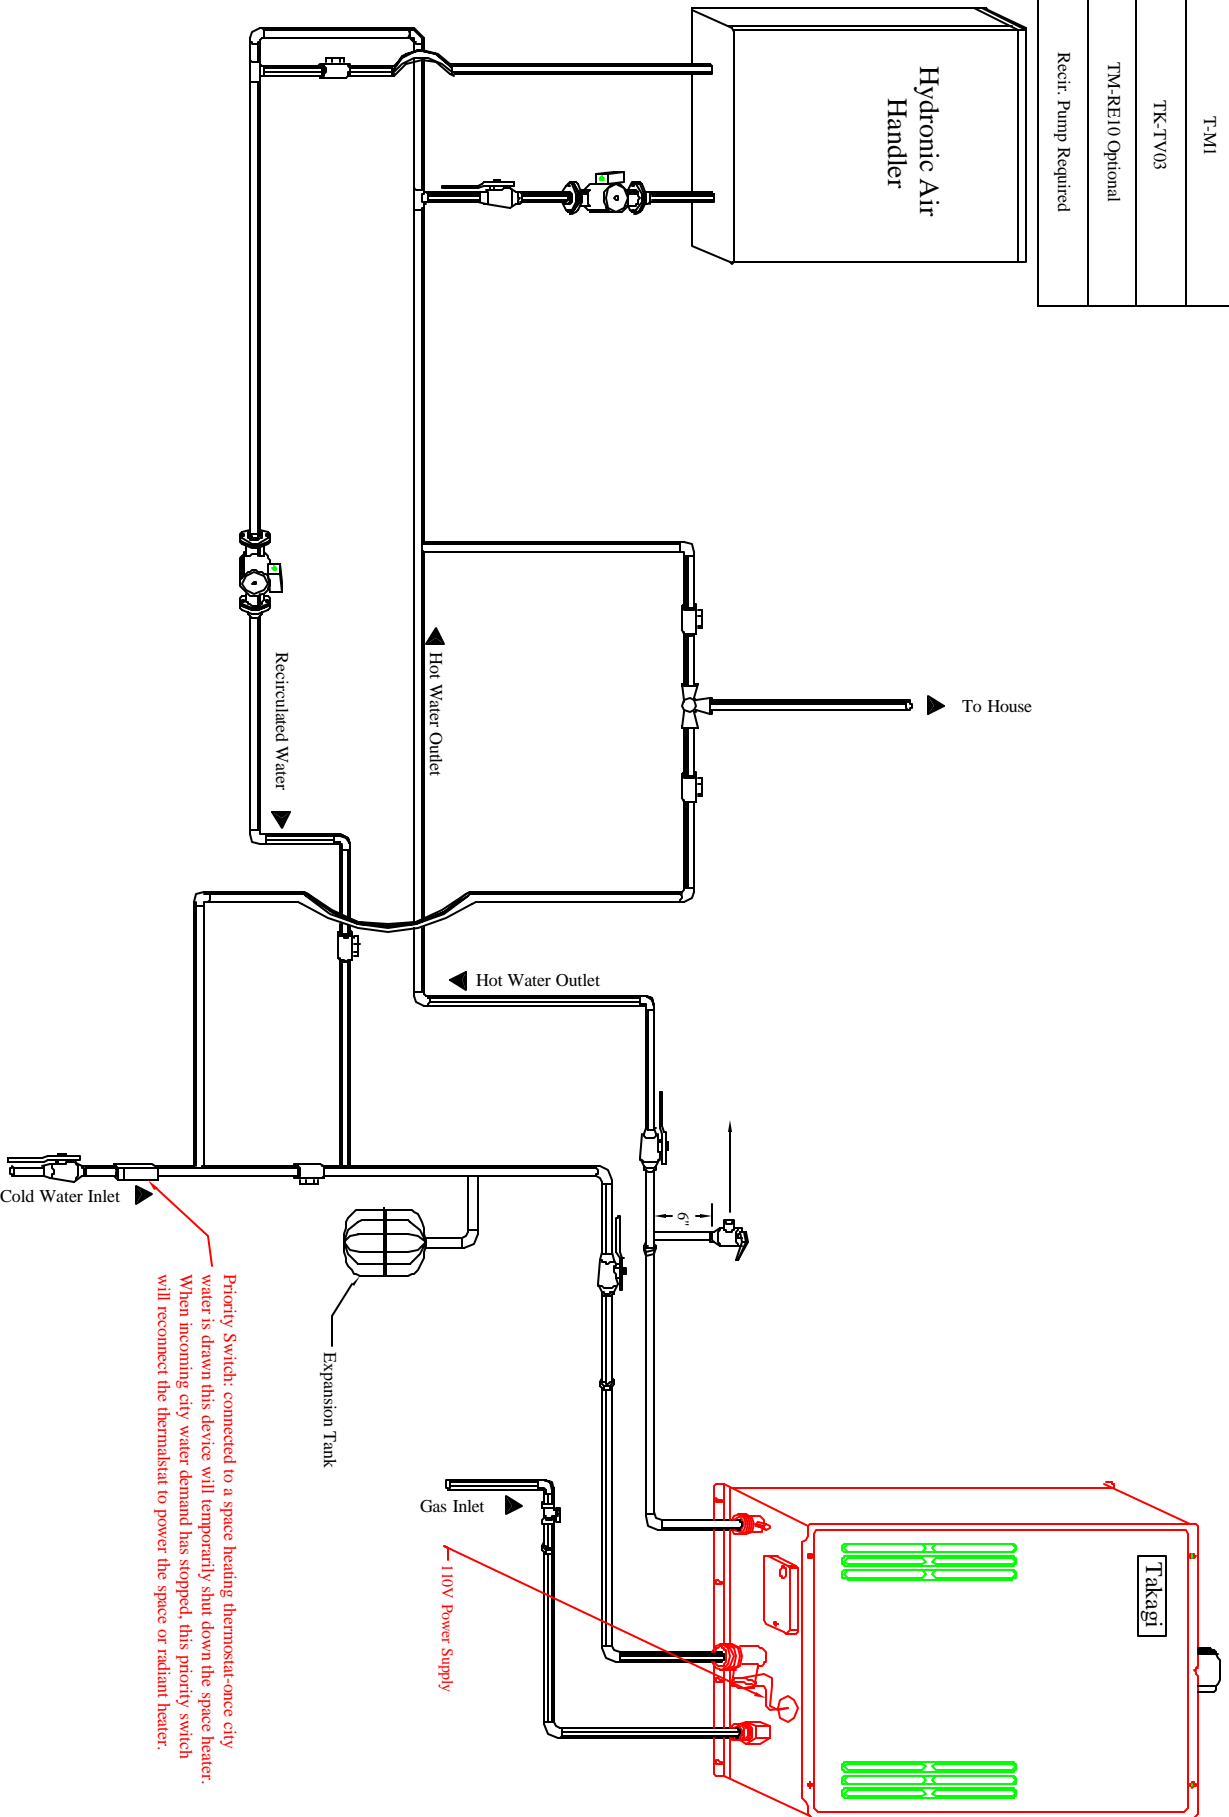 T-M1
TK-TV03
TM-RE10 Optional
Recir. Pump Required
Hydronic Air
Handler
To House
Hot Water Outlet
Recirculated Water
Hot Water Outlet
6"
Cold Water Inlet
Expansion Tank
Priority Switch: connected to a space heating thermostat-once city
water is drawn this device will temporarily shut down the space heater.
When incoming city water demand has stopped, this priority switch
will reconnect the thermalstat to power the space or radiant heater.
Gas Inlet
110V Power Supply
Takagi